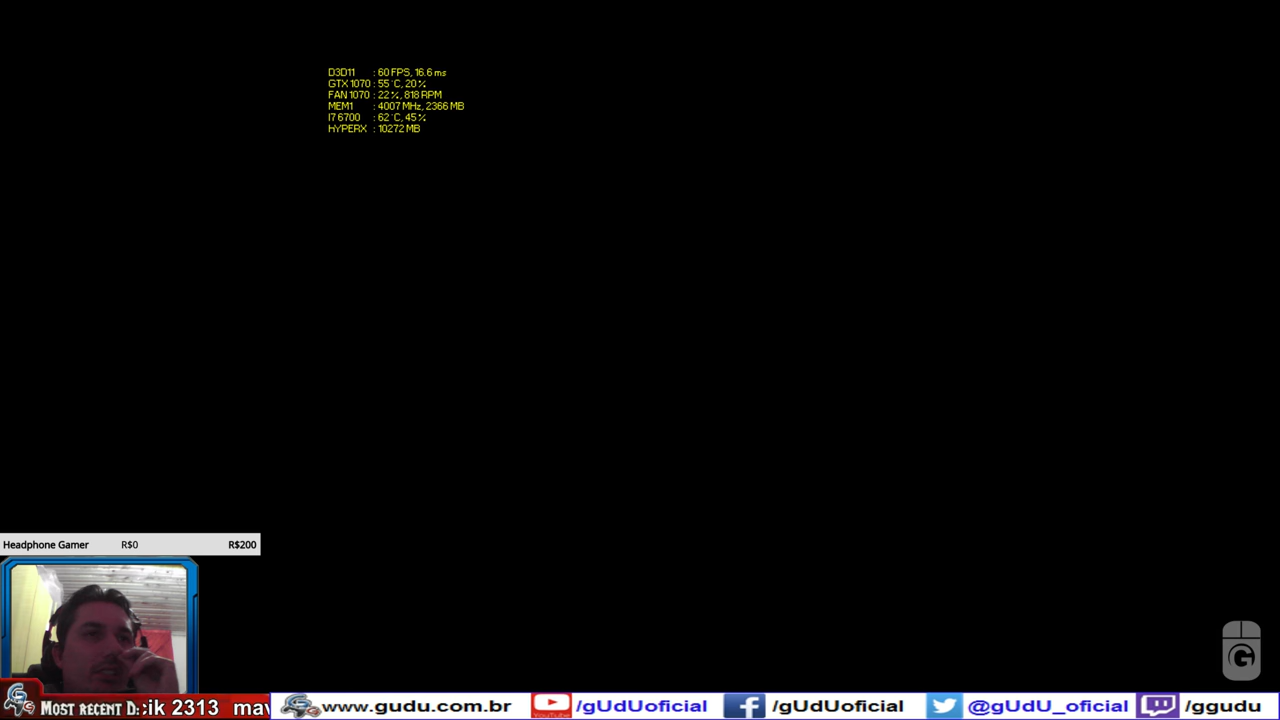 D3D11 : 60 FPS, 16.6 ms
GTX 1070 : 55 °C, 20 %
FAN 1070 : 22 %, 818 RPM
MEM1 : 4007 MHz, 2366 MB
I7 6700 : 62 °C, 45 %
HYPERX : 10272 MB
Headphone Gamer R$0 R$200
G
MOST RECENT D: :ik 2313 mav
www.gudu.com.br YouTube /gUdUoficial /gUdUoficial @gUdU_oficial /ggudu